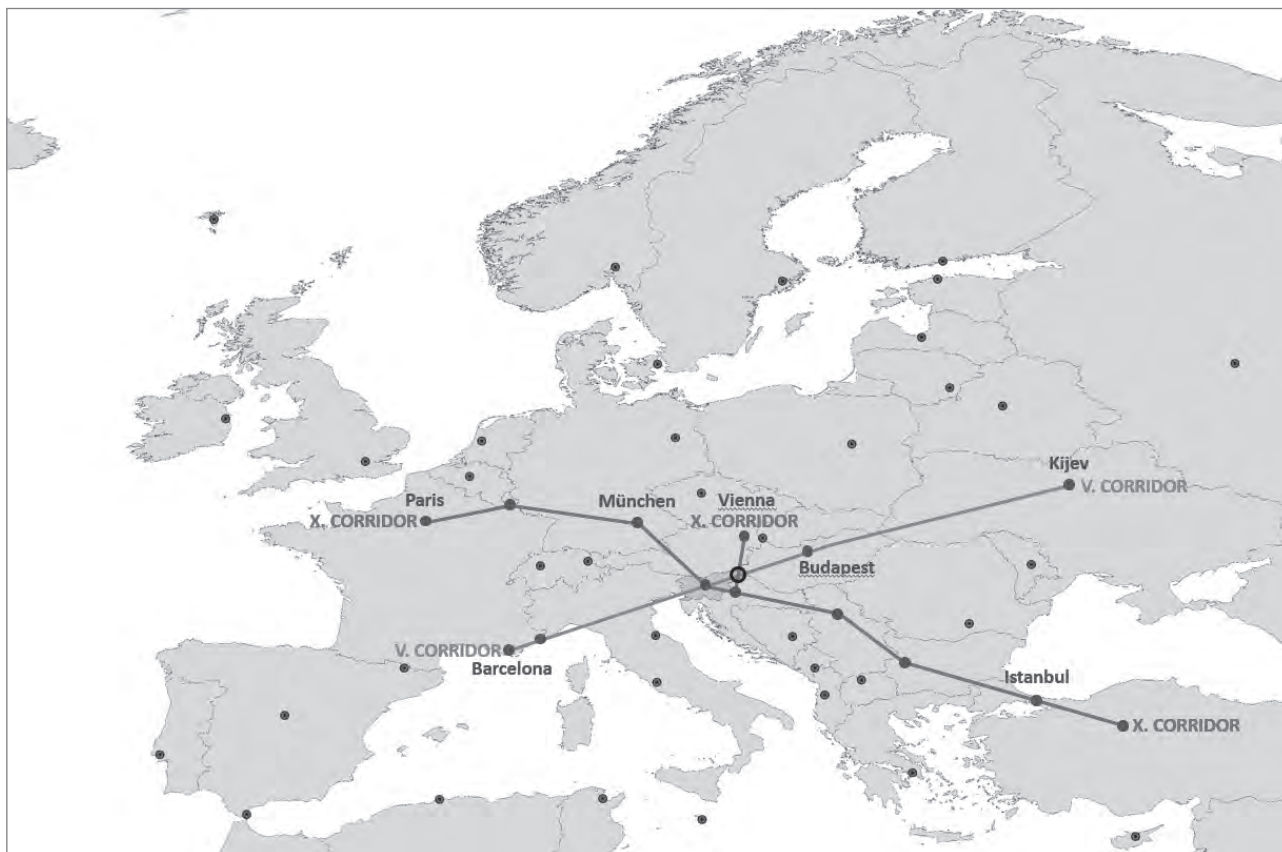 Kijev
V. CORRIDOR
Paris
München
Vienna
X. CORRIDOR
X. CORRIDOR
Budapest
V. CORRIDOR
Barcelona
Istanbul
X. CORRIDOR